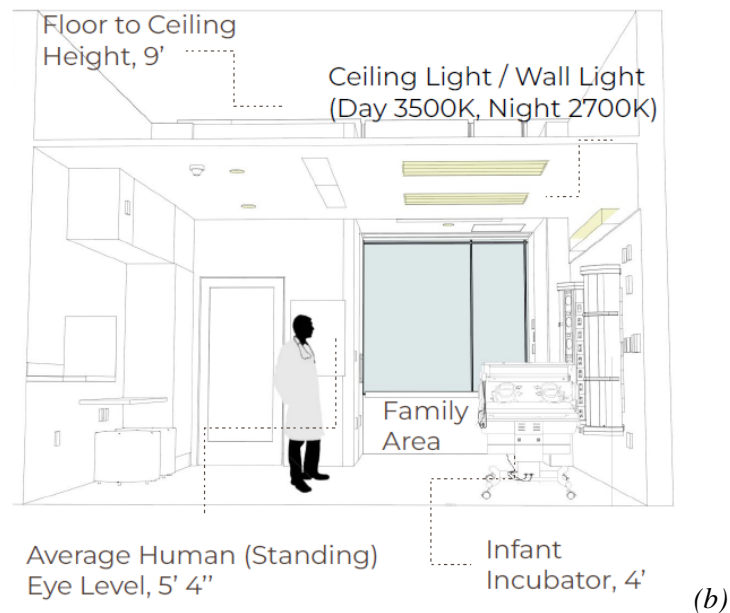 Floor to Ceiling
Height, 9’
Ceiling Light / Wall Light
(Day 3500K, Night 2700K)
Family
Area
Average Human (Standing)
Eye Level, 5’ 4’’
Infant
Incubator, 4’
(b)